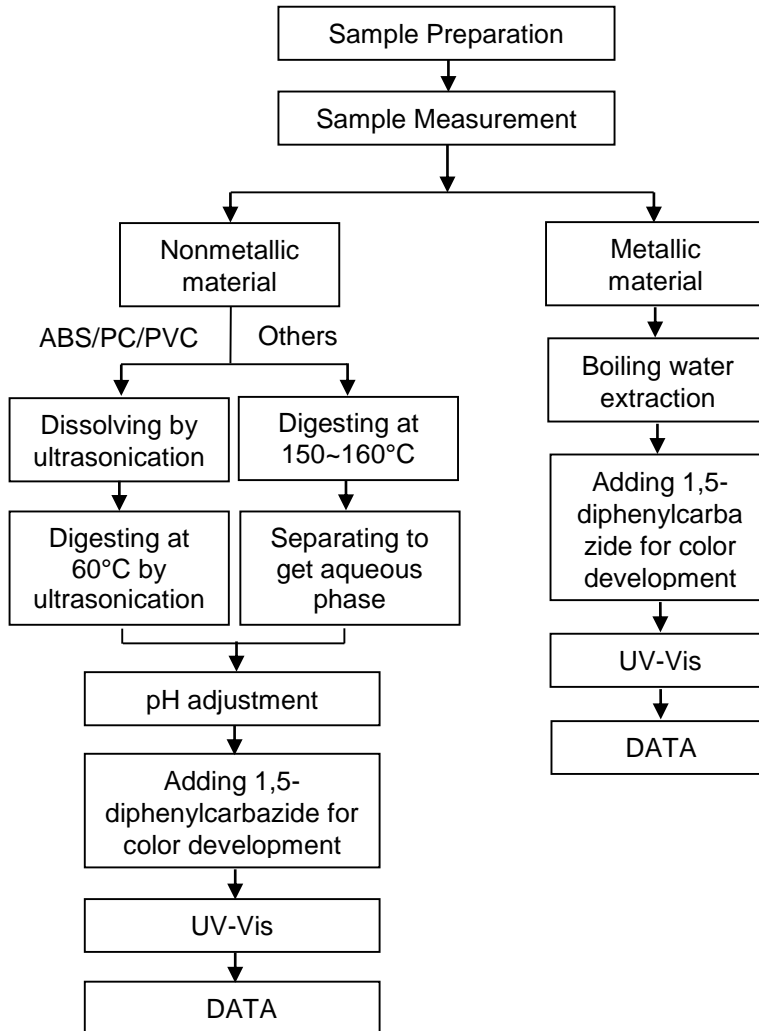 Sample Preparation
Sample Measurement
Nonmetallic
material
Metallic
material
ABS/PC/PVC
Others
Boiling water
extraction
Dissolving by
ultrasonication
Digesting at
150~160°C
Adding 1,5-
diphenylcarba
zide for color
development
Digesting at
60°C by
ultrasonication
Separating to
get aqueous
phase
UV-Vis
pH adjustment
DATA
Adding 1,5-
diphenylcarbazide for
color development
UV-Vis
DATA